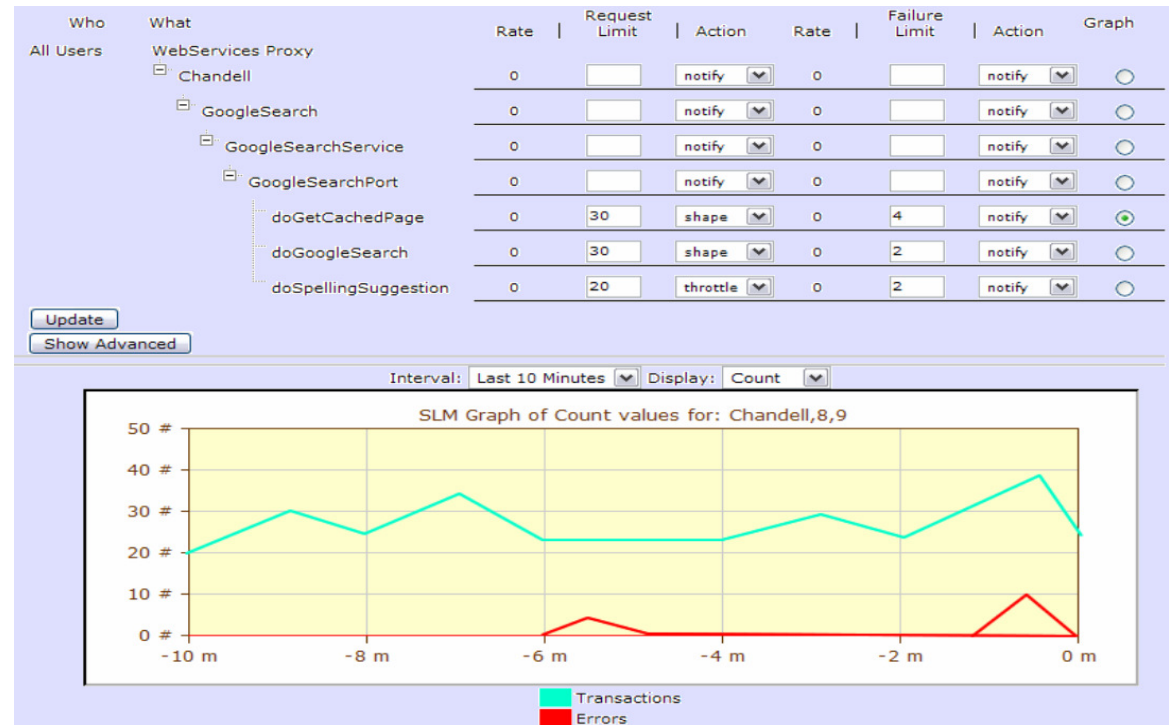 Who What Rate | Request Limit | Action Rate | Failure Limit | Action Graph
All Users WebServices Proxy
Chandell 0 notify 0 notify
GoogleSearch 0 notify 0 notify
GoogleSearchService 0 notify 0 notify
GoogleSearchPort 0 notify 0 notify
doGetCachedPage 0 30 shape 0 4 notify
doGoogleSearch 0 30 shape 0 2 notify
doSpellingSuggestion 0 20 throttle 0 2 notify
Update
Show Advanced
Interval: Last 10 Minutes Display: Count
SLM Graph of Count values for: Chandell,8,9
50 #
40 #
30 #
20 #
10 #
0 #
-10 m -8 m -6 m -4 m -2 m 0 m
Transactions
Errors